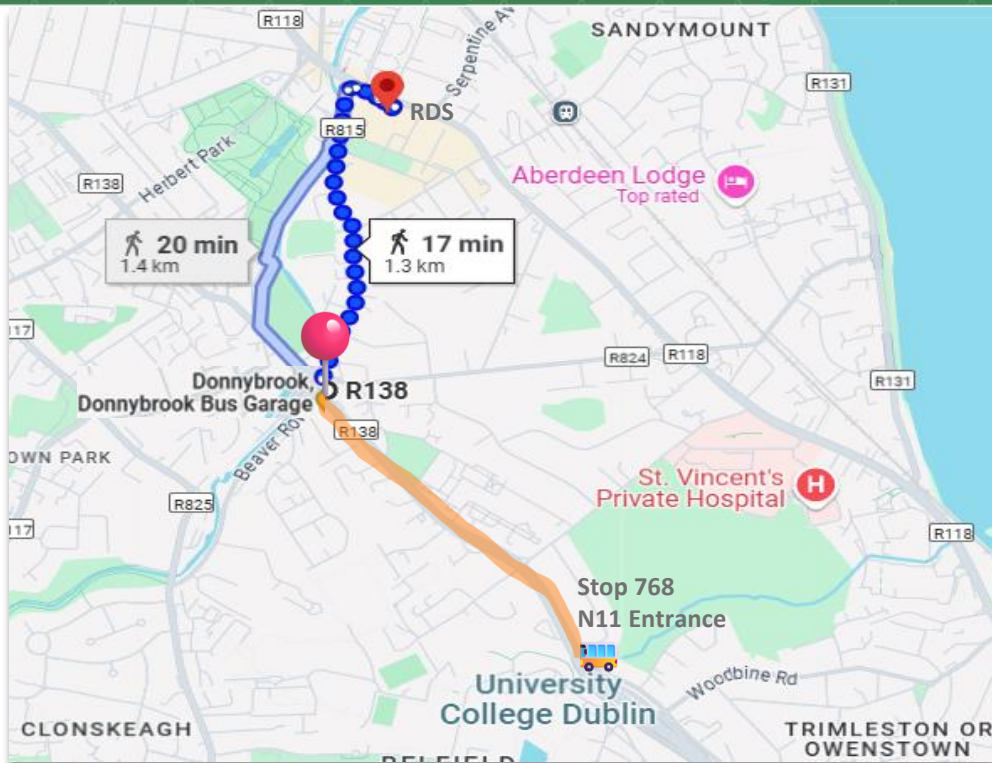 R118
SANDYMOUNT
Serpentine Av
R131
RDS
R815
Herbert Park
R138
Aberdeen Lodge
Top rated
20 min
1.4 km
17 min
1.3 km
R824
R118
R131
Donnybrook,
Donnybrook Bus Garage
R138
R138
Beaver Ro
OWN PARK
R825
St. Vincent's
Private Hospital
H
R118
17
17
Stop 768
N11 Entrance
University
College Dublin
Woodbine Rd
CLONSKEAGH
TRIMLESTON OR
OWENSTOWN